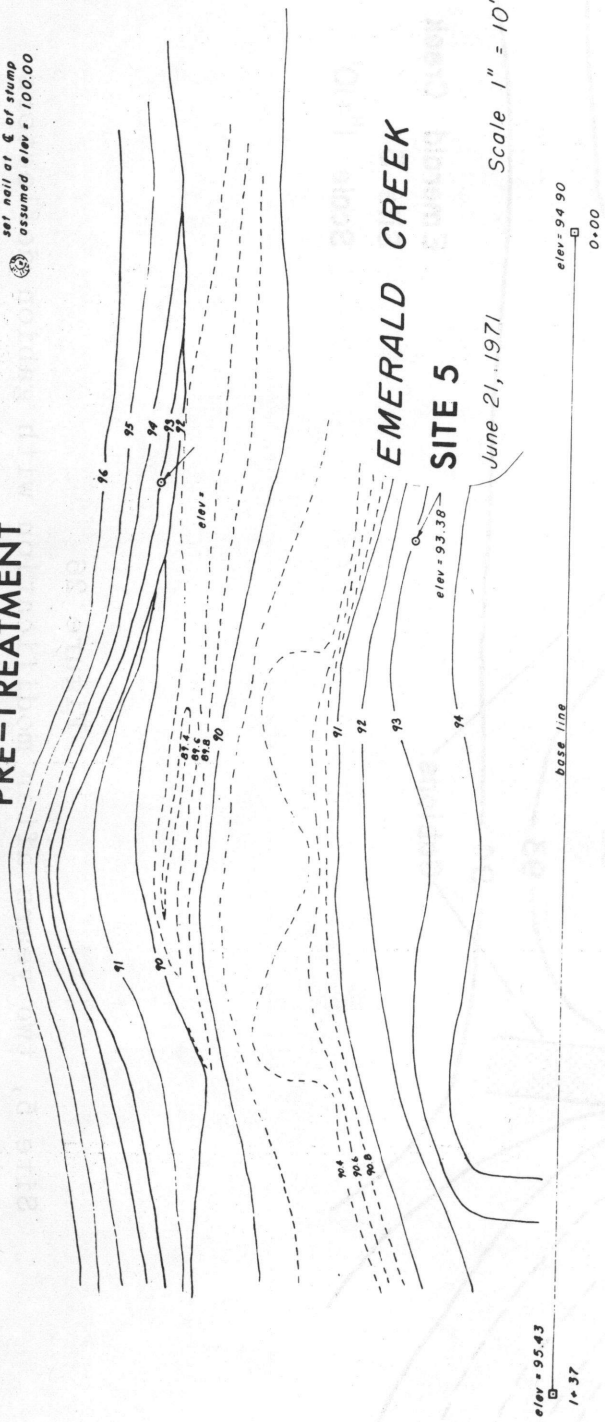 PRE-TREATMENT
set nail at ℄ of stump
assumed elev = 100.00
96
95
94
93
92
elev =
91
90
89.4
89.6
89.8
90
91
92
93
94
90.4
90.6
90.8
EMERALD CREEK
SITE 5
June 21, 1971
Scale 1" = 10'
elev = 93.38
base line
elev = 95.43
1+37
elev = 94.90
0+00